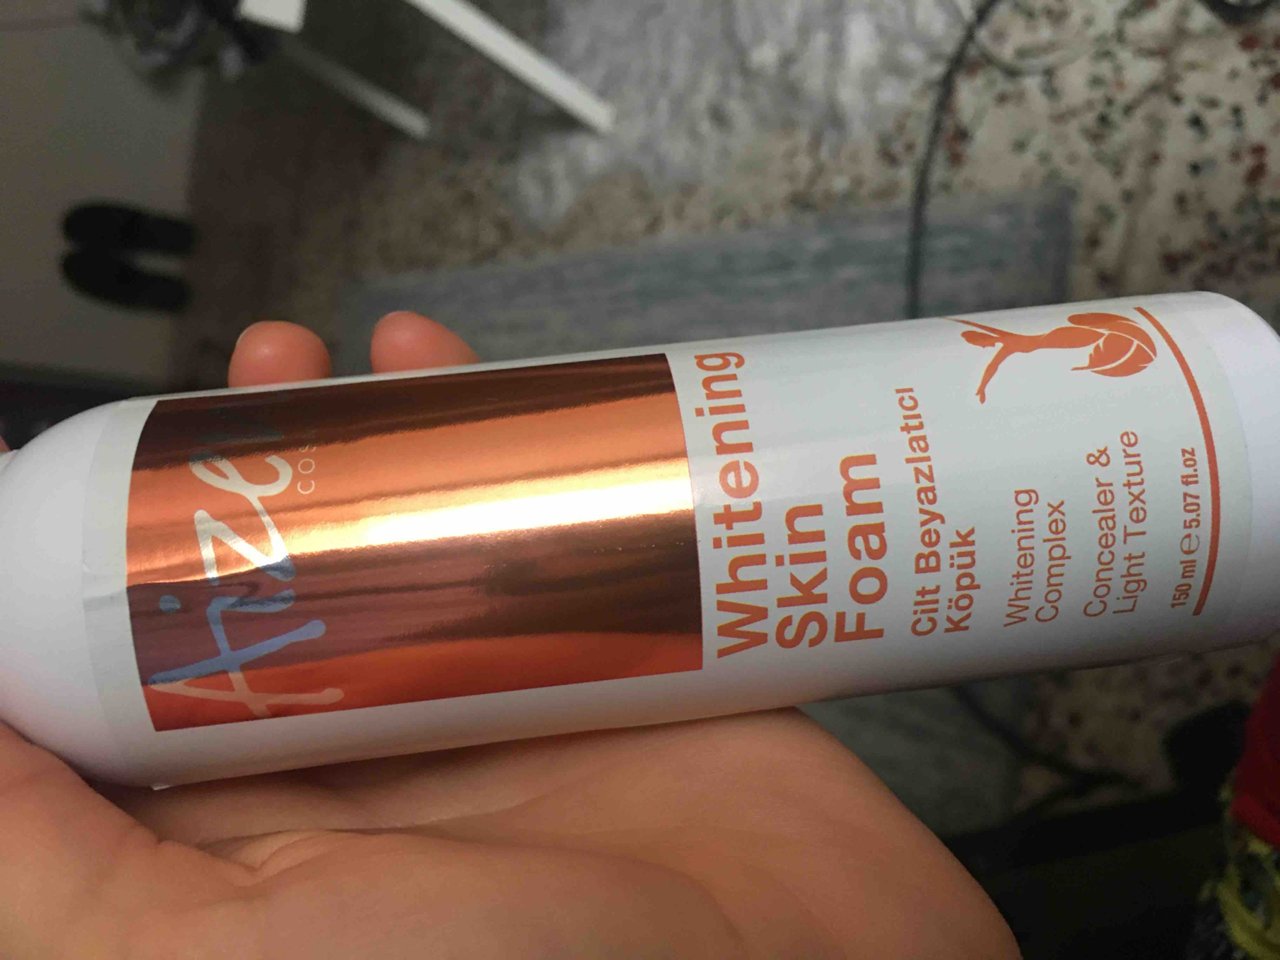 Whitening
Skin
Foam
Cilt Beyazlatıcı
Köpük
Whitening
Complex
Concealer &
Light Texture
150 ml e 5.07 fl.oz